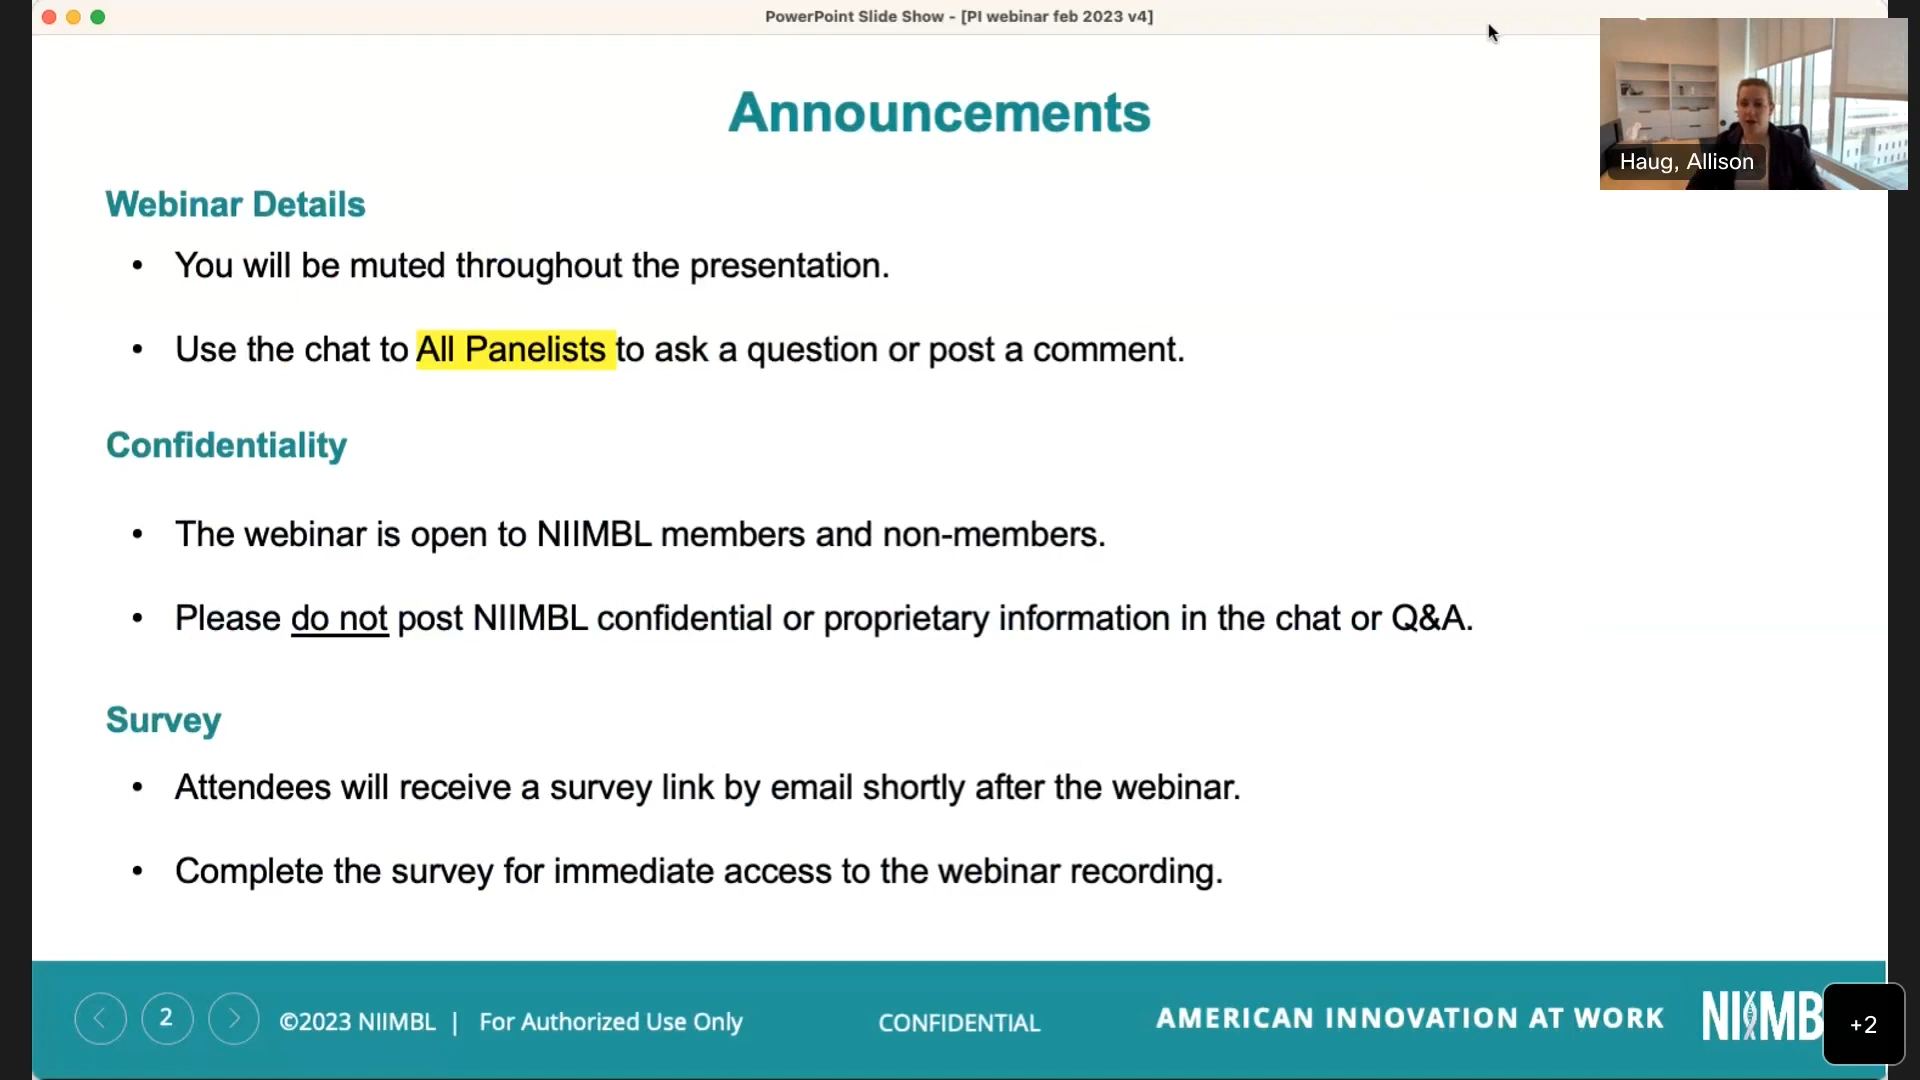 PowerPoint Slide Show - [PI webinar feb 2023 v4]
Haug, Allison
Announcements
Webinar Details
• You will be muted throughout the presentation.
• Use the chat to All Panelists to ask a question or post a comment.
Confidentiality
• The webinar is open to NIIMBL members and non-members.
• Please do not post NIIMBL confidential or proprietary information in the chat or Q&A.
Survey
• Attendees will receive a survey link by email shortly after the webinar.
• Complete the survey for immediate access to the webinar recording.
2 ©2023 NIIMBL | For Authorized Use Only CONFIDENTIAL AMERICAN INNOVATION AT WORK NIIMB +2